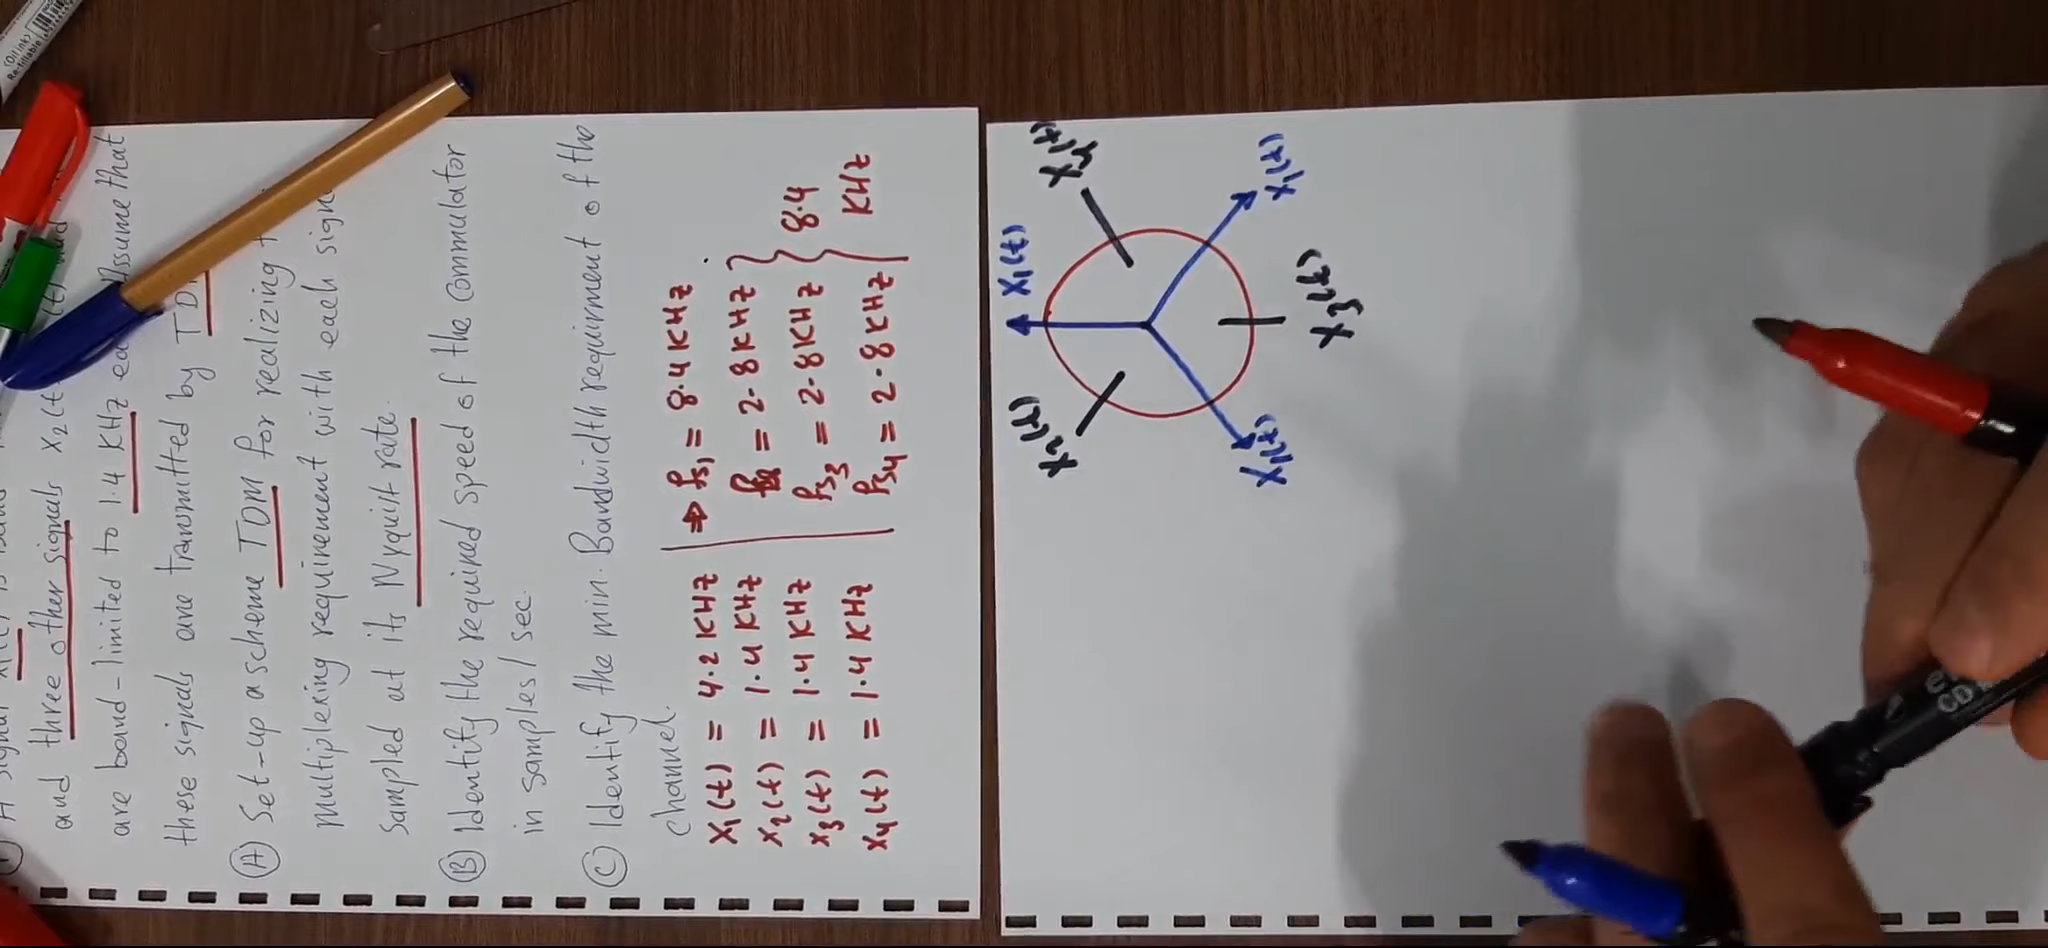 and three other signals x2(t)
are band-limited to 1.4 KHz each. Assume that
these signals are transmitted by
(A) Set-up a scheme TDM for realizing
multiplexing requirement with each
sampled at its Nyquist rate.
(B) Identify the required speed of the commulator
in samples/sec.
(C) Identify the min. Bandwidth requirement of the
channel.
x1(t) = 4.2 KHz ⇒ fs1 = 8.4 KHz
x2(t) = 1.4 KHz = 2.8 KHz
x3(t) = 1.4 KHz fs3 = 2.8 KHz
x4(t) = 1.4 KHz fs4 = 2.8 KHz
8.4
KHz
x1(t)
x2(t)
x4(t)
x1(t)
x1(t)
x3(t)
CD